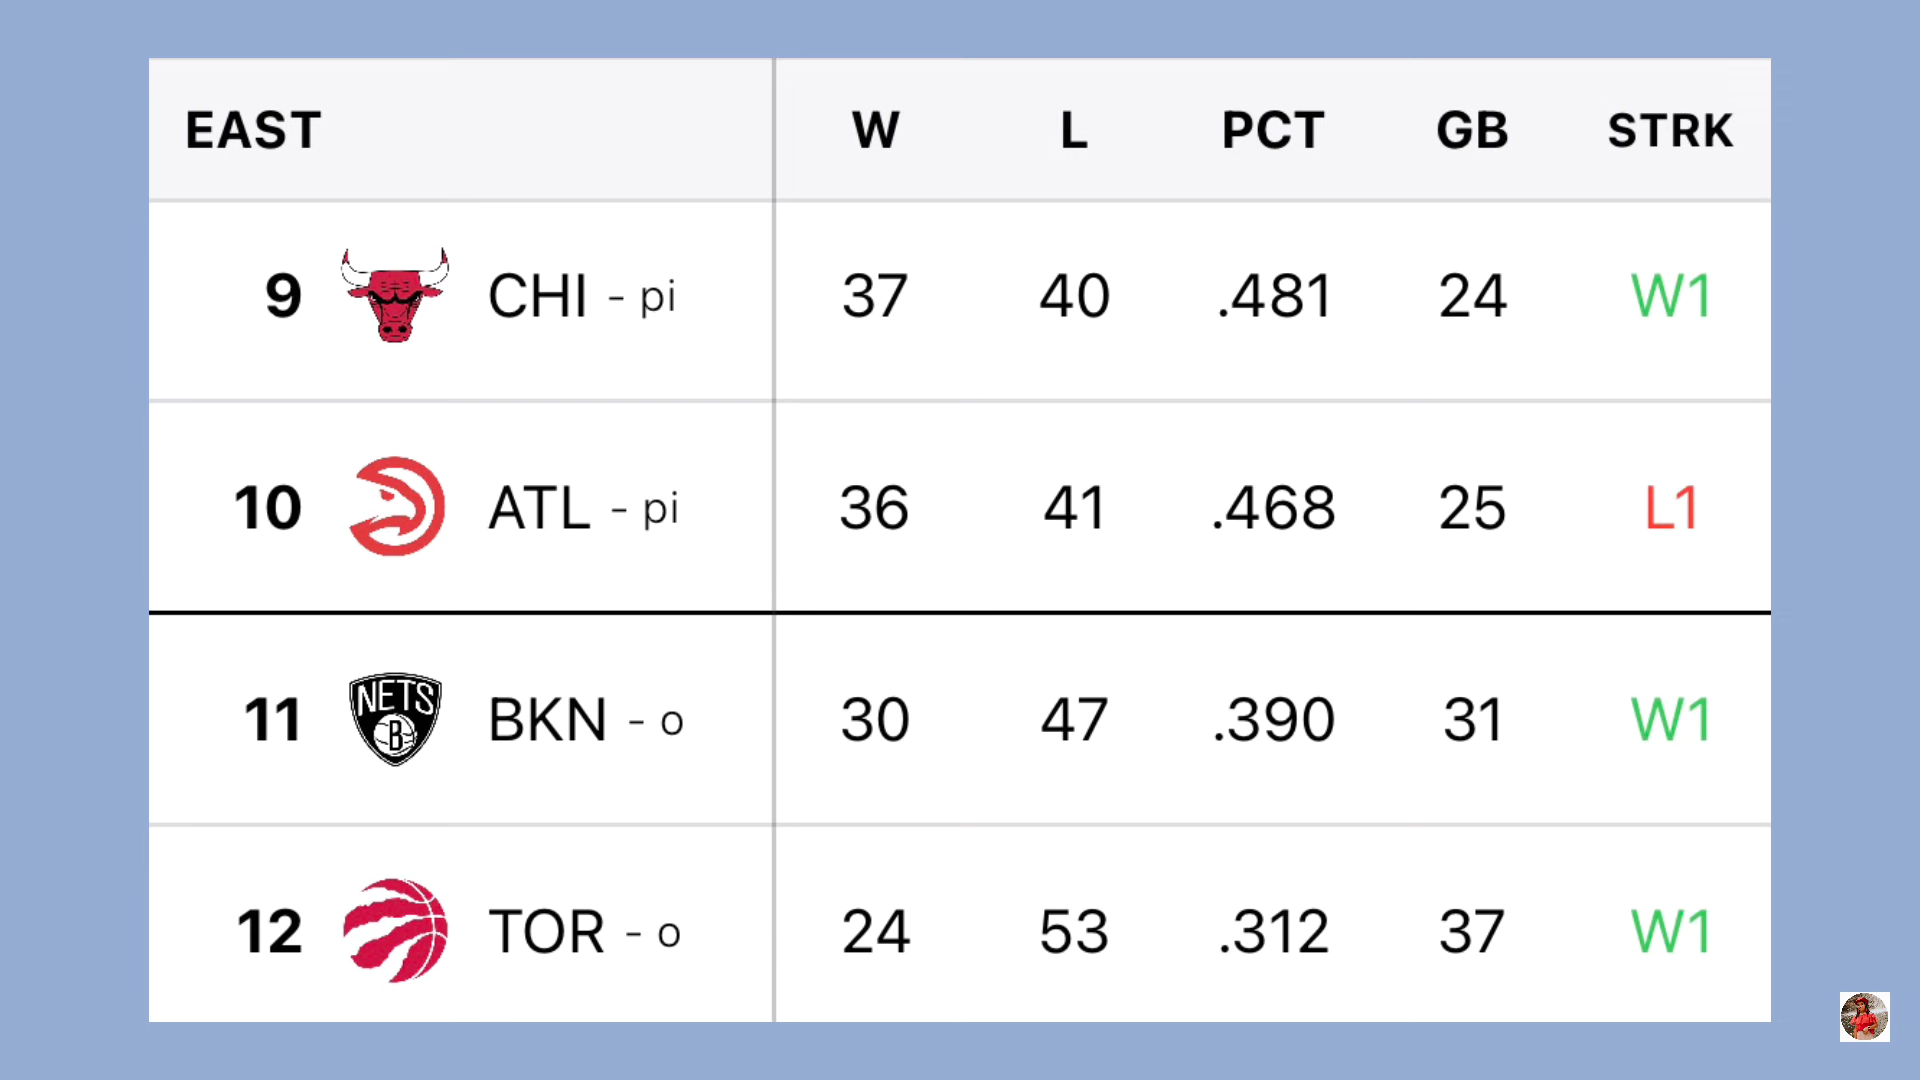 EAST W L PCT GB STRK
9 CHI - pi 37 40 .481 24 W1
10 ATL - pi 36 41 .468 25 L1
11 NETS B BKN - o 30 47 .390 31 W1
12 TOR - o 24 53 .312 37 W1